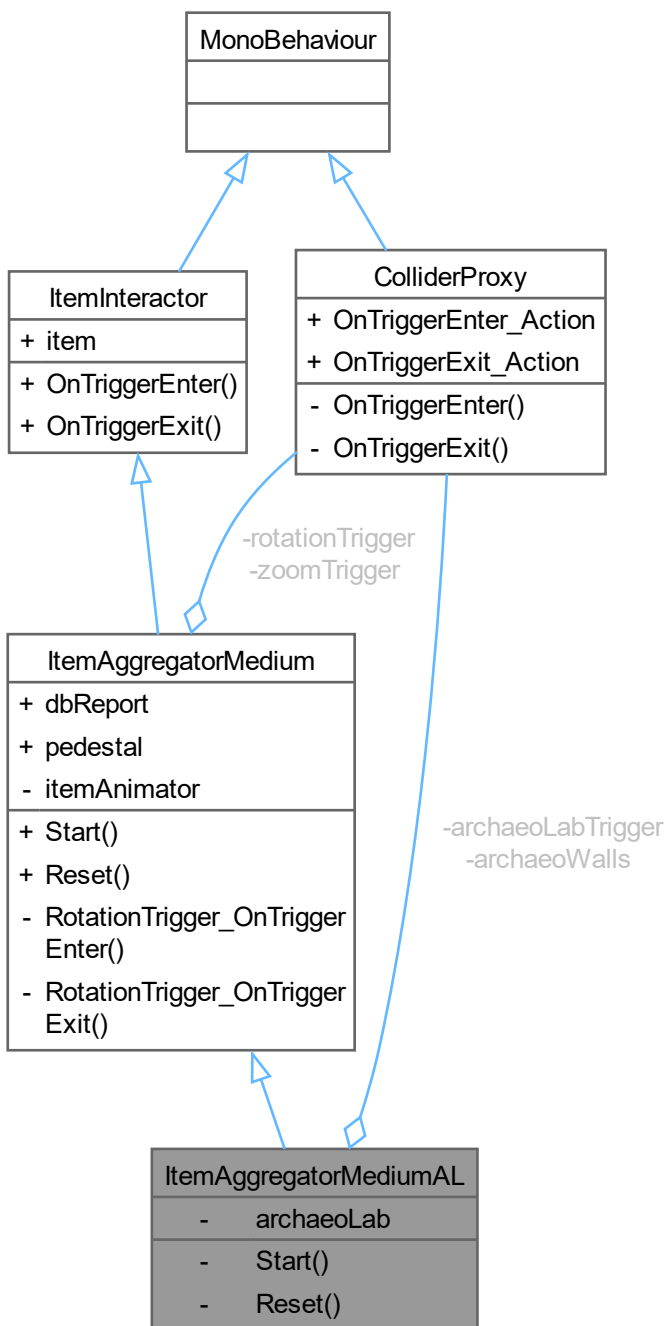 MonoBehaviour
ItemInteractor
+ item
+ OnTriggerEnter()
+ OnTriggerExit()
ColliderProxy
+ OnTriggerEnter_Action
+ OnTriggerExit_Action
- OnTriggerEnter()
- OnTriggerExit()
-rotationTrigger
-zoomTrigger
ItemAggregatorMedium
+ dbReport
+ pedestal
- itemAnimator
+ Start()
+ Reset()
- RotationTrigger_OnTrigger
Enter()
- RotationTrigger_OnTrigger
Exit()
-archaeoLabTrigger
-archaeoWalls
ItemAggregatorMediumAL
- archaeoLab
- Start()
- Reset()